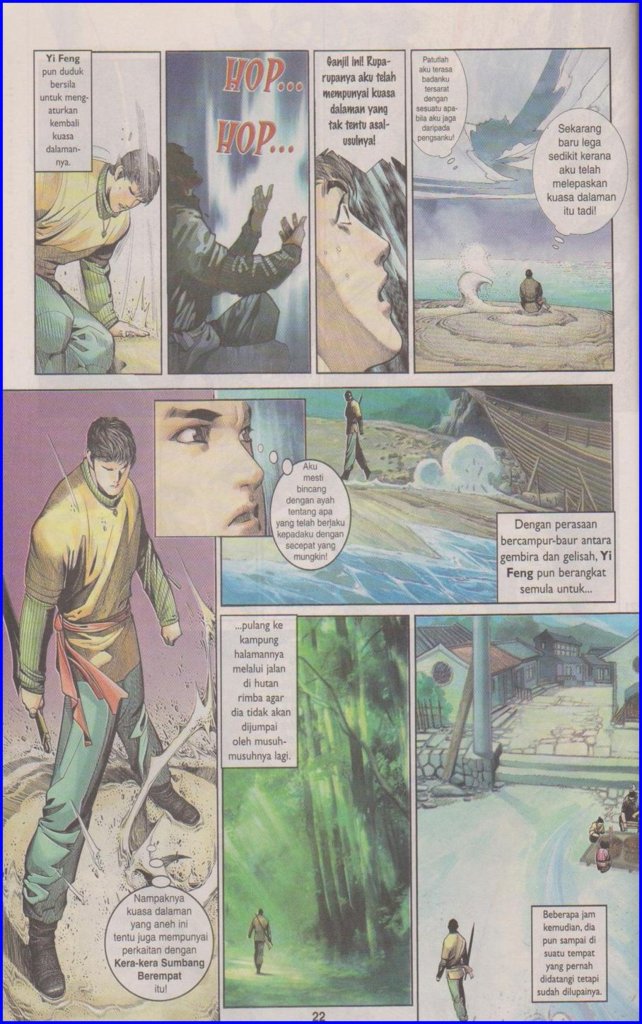 Yi Feng
pun duduk
bersila
untuk meng-
aturkan
kembali
kuasa
dalaman-
nya.
HOP...
HOP...
Ganjil ini! Rupa-
rupanya aku telah
mempunyai kuasa
dalaman yang
tak tentu asal-
usulnya!
Patutlah
aku terasa
badanku
tersarat
dengan
sesuatu apa-
bila aku jaga
daripada
pengsanku!
Sekarang
baru lega
sedikit kerana
aku telah
melepaskan
kuasa dalaman
itu tadi!
Aku
mesti
bincang
dengan ayah
tentang apa
yang telah berlaku
kepadaku dengan
secepat yang
mungkin!
Dengan perasaan
bercampur-baur antara
gembira dan gelisah, Yi
Feng pun berangkat
semula untuk...
Nampaknya
kuasa dalaman
yang aneh ini
tentu juga mempunyai
perkaitan dengan
Kera-kera Sumbang
Berempat
itu!
...pulang ke
kampung
halamannya
melalui jalan
di hutan
rimba agar
dia tidak akan
dijumpai
oleh musuh-
musuhnya lagi.
Beberapa jam
kemudian, dia
pun sampai di
suatu tempat
yang pernah
didatangi tetapi
sudah dilupainya.
22